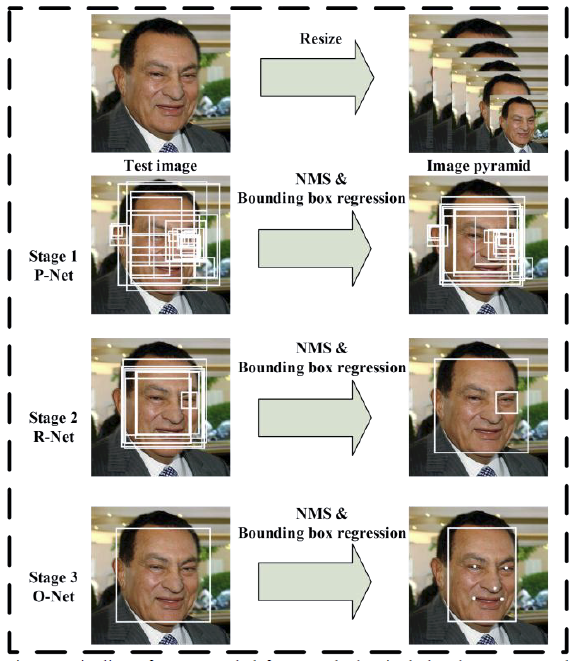 Resize
Test image
Image pyramid
NMS &
Bounding box regression
Stage 1
P-Net
NMS &
Bounding box regression
Stage 2
R-Net
NMS &
Bounding box regression
Stage 3
O-Net